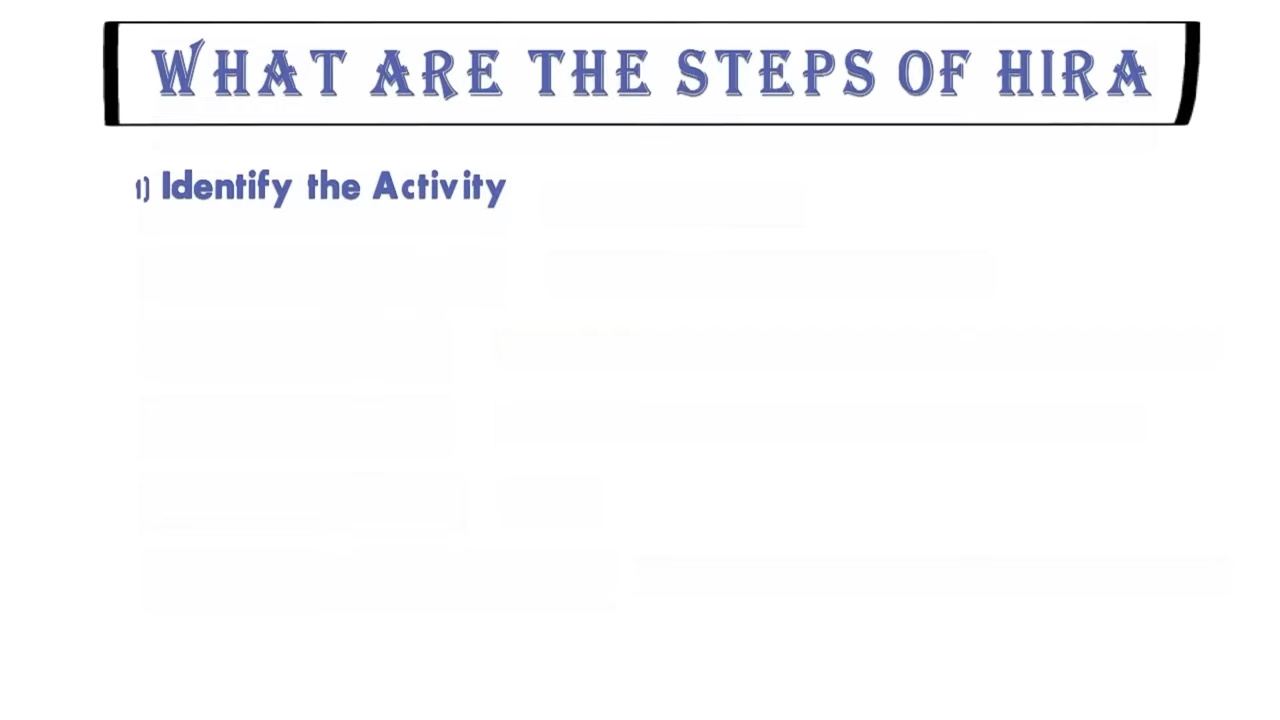 WHAT ARE THE STEPS OF HIRA
1) Identify the Activity